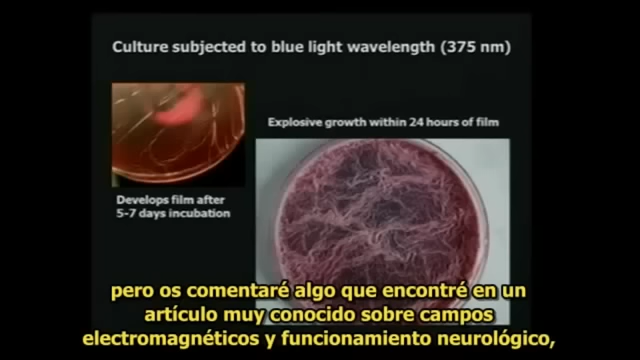 Culture subjected to blue light wavelength (375 nm)
Explosive growth within 24 hours of film
Develops film after
5-7 days incubation
pero os comentaré algo que encontré en un
artículo muy conocido sobre campos
electromagnéticos y funcionamiento neurológico,